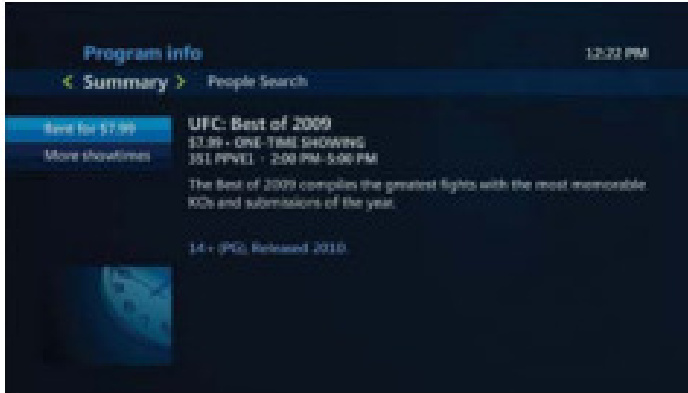 Program info
12:22 PM
< Summary > People Search
Rent for $7.99
More showtimes
UFC: Best of 2009
$7.99 - ONE-TIME SHOWING
351 PPVE1 - 2:00 PM-5:00 PM
The Best of 2009 compiles the greatest fights with the most memorable
KOs and submissions of the year.
14+ (PG), Released 2010.